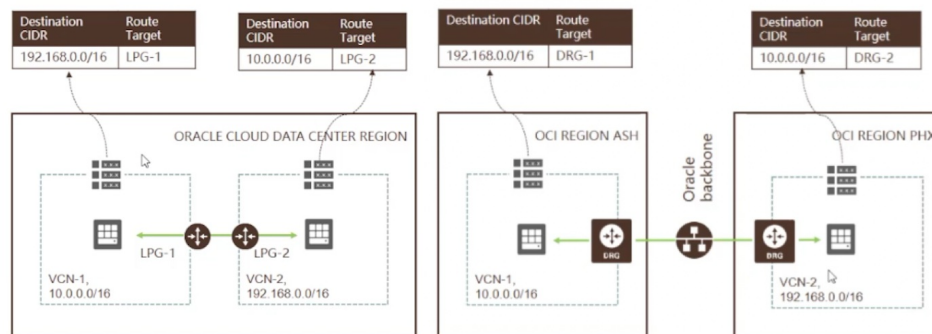 Destination CIDR
Route Target
192.168.0.0/16
LPG-1
Destination CIDR
Route Target
10.0.0.0/16
LPG-2
Destination CIDR
Route Target
192.168.0.0/16
DRG-1
Destination CIDR
Route Target
10.0.0.0/16
DRG-2
ORACLE CLOUD DATA CENTER REGION
LPG-1
LPG-2
VCN-1,
10.0.0.0/16
VCN-2,
192.168.0.0/16
OCI REGION ASH
DRG
VCN-1,
10.0.0.0/16
Oracle
backbone
OCI REGION PHX
DRG
VCN-2,
192.168.0.0/16